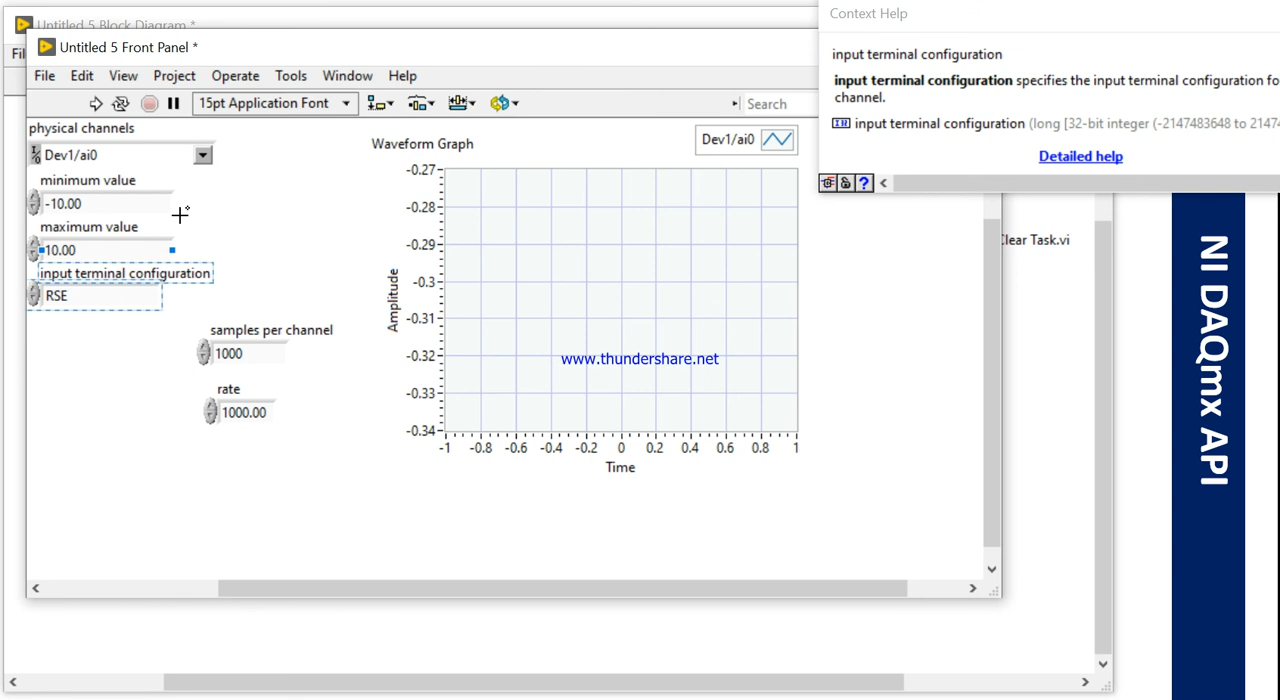 Untitled 5 Block Diagram *
Fil
Untitled 5 Front Panel *
File Edit View Project Operate Tools Window Help
15pt Application Font
Search
physical channels
Dev1/ai0
minimum value
-10.00
maximum value
10.00
input terminal configuration
RSE
samples per channel
1000
rate
1000.00
Waveform Graph
Dev1/ai0
-0.27
-0.28
-0.29
-0.3
-0.31
-0.32
-0.33
-0.34
Amplitude
-1 -0.8 -0.6 -0.4 -0.2 0 0.2 0.4 0.6 0.8 1
Time
www.thundershare.net
Context Help
input terminal configuration
input terminal configuration specifies the input terminal configuration fo
channel.
I32 input terminal configuration (long [32-bit integer (-2147483648 to 21474
Detailed help
?
Clear Task.vi
NI DAQmx API